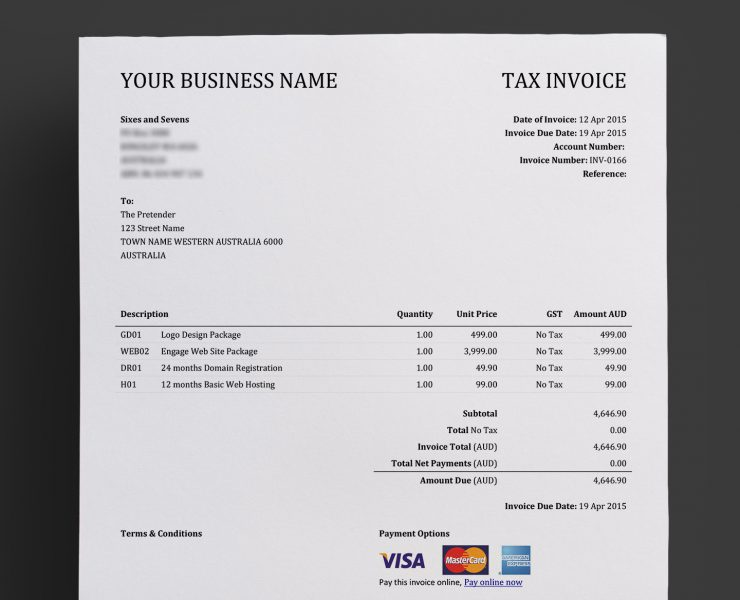 YOUR BUSINESS NAME TAX INVOICE
Sixes and Sevens
Date of Invoice: 12 Apr 2015
Invoice Due Date: 19 Apr 2015
Account Number:
Invoice Number: INV-0166
Reference:
To:
The Pretender
123 Street Name
TOWN NAME WESTERN AUSTRALIA 6000
AUSTRALIA
Description Quantity Unit Price GST Amount AUD
GD01 Logo Design Package 1.00 499.00 No Tax 499.00
WEB02 Engage Web Site Package 1.00 3,999.00 No Tax 3,999.00
DR01 24 months Domain Registration 1.00 49.90 No Tax 49.90
H01 12 months Basic Web Hosting 1.00 99.00 No Tax 99.00
Subtotal 4,646.90
Total No Tax 0.00
Invoice Total (AUD) 4,646.90
Total Net Payments (AUD) 0.00
Amount Due (AUD) 4,646.90
Invoice Due Date: 19 Apr 2015
Terms & Conditions
Payment Options
VISA MasterCard AMERICAN EXPRESS
Pay this invoice online, Pay online now